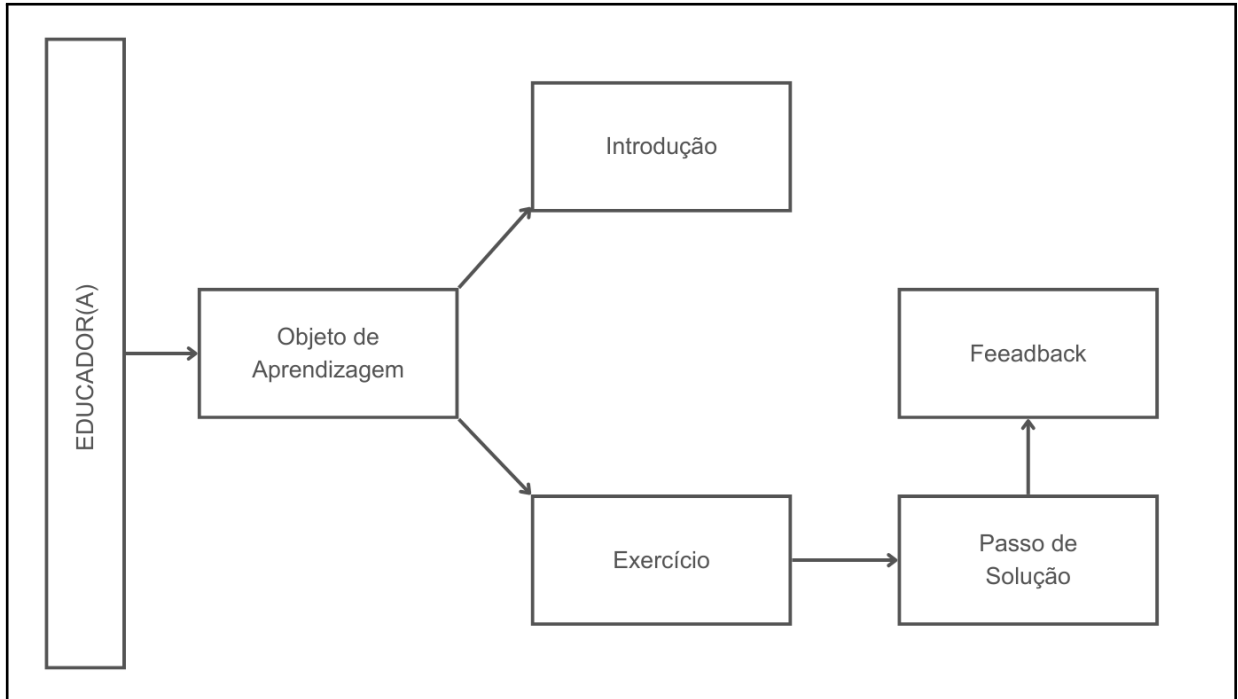 EDUCADOR(A)
Objeto de
Aprendizagem
Introdução
Exercício
Passo de
Solução
Feeadback